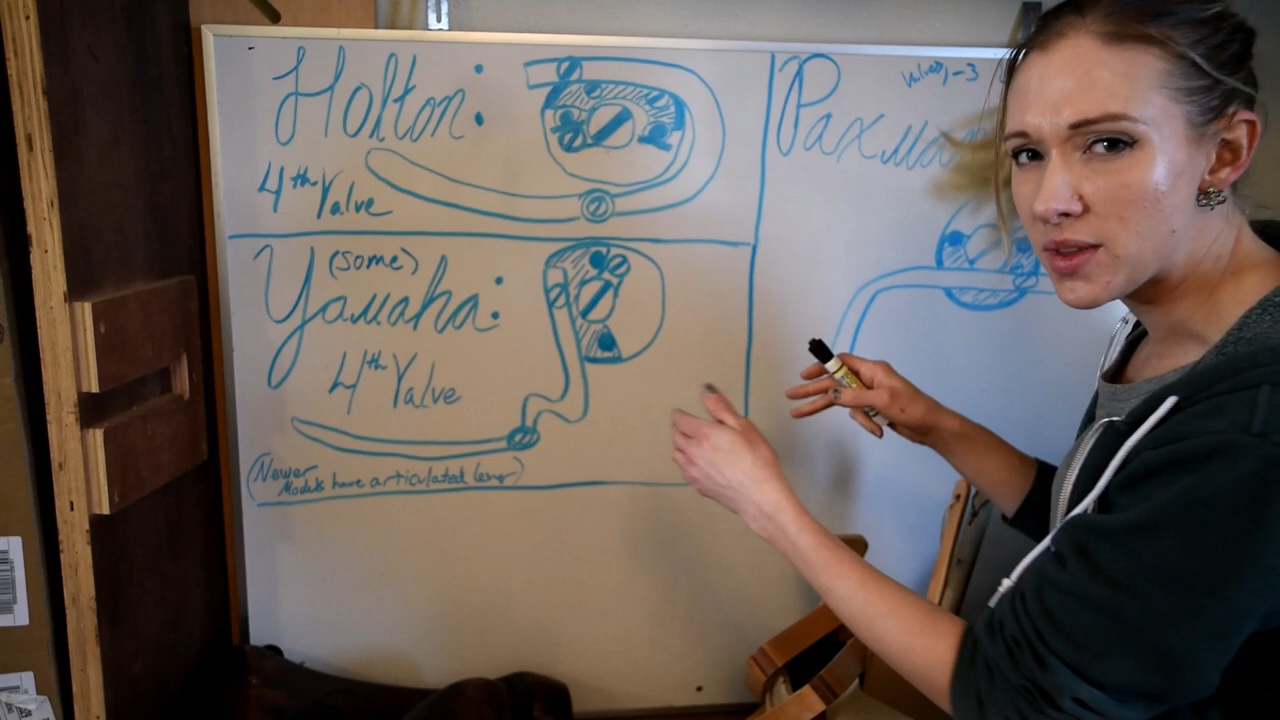 Holton:
4th Valve
(some)
Yamaha:
4th Valve
(Newer
Models have articulated lever)
Valves 1-3
Paxma